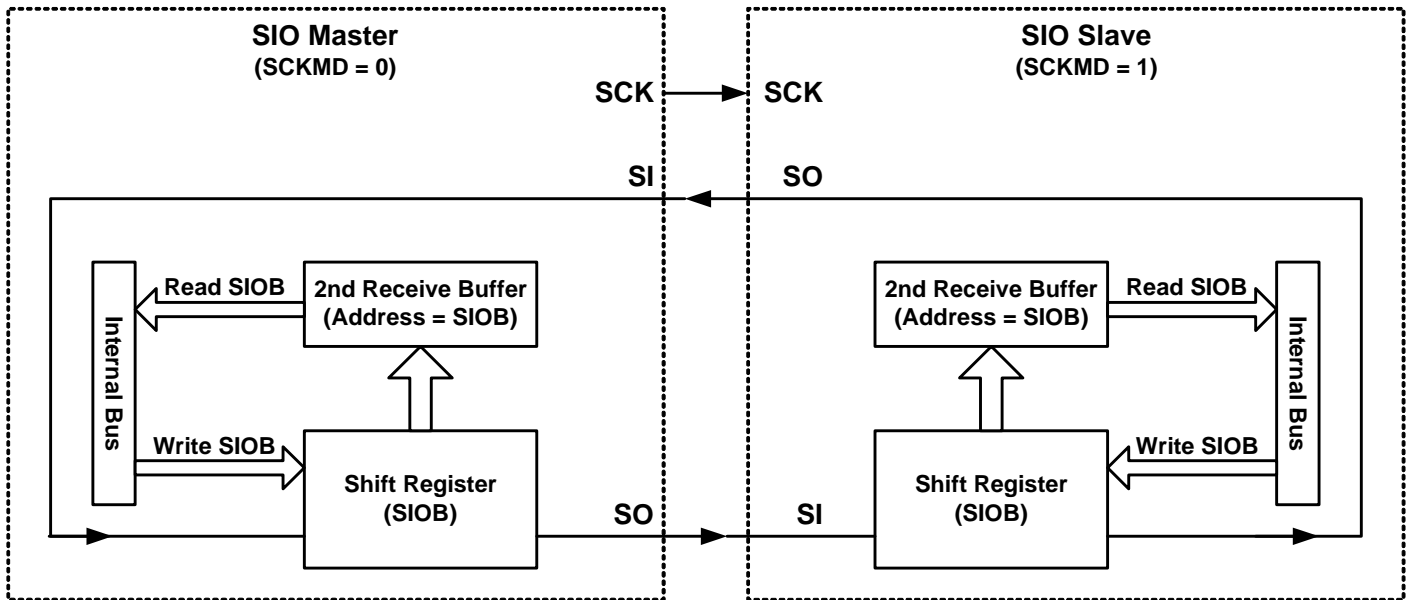 SIO Master
(SCKMD = 0)
SIO Slave
(SCKMD = 1)
SCK
SCK
SI
SO
Read SIOB
2nd Receive Buffer
(Address = SIOB)
2nd Receive Buffer
(Address = SIOB)
Read SIOB
Internal Bus
Internal Bus
Write SIOB
Shift Register
(SIOB)
Shift Register
(SIOB)
Write SIOB
SO
SI